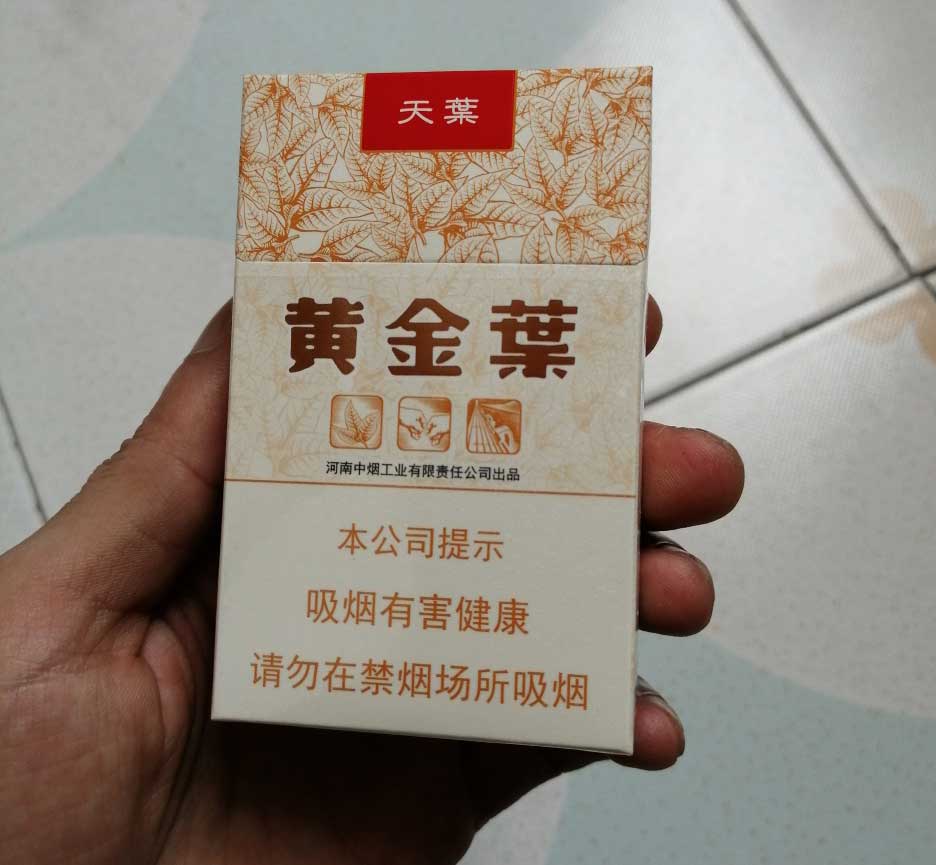 天葉
黄金葉
河南中烟工业有限责任公司出品
本公司提示
吸烟有害健康
请勿在禁烟场所吸烟